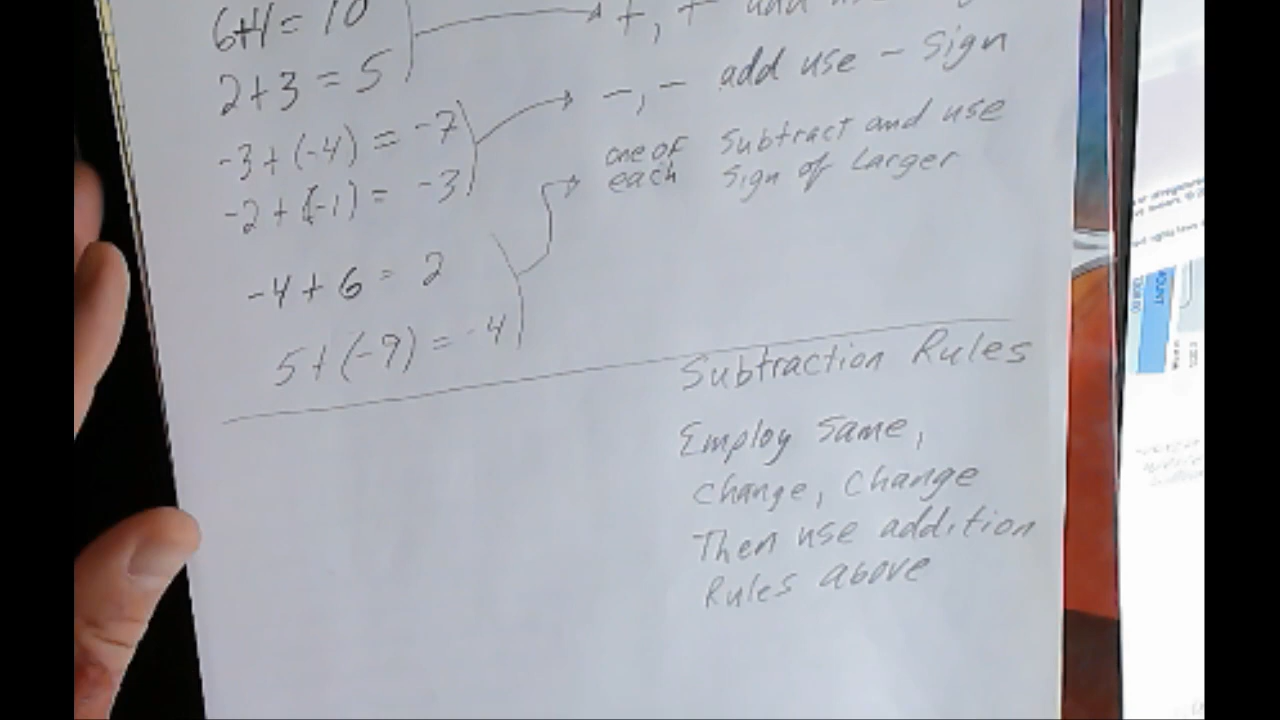 6+4 = 10
+, + add use
2+3 = 5
-, - add use - sign
-3+(-4) = -7
one of each Subtract and use sign of Larger
-2+(-1) = -3
-4+6 = 2
5+(-9) = -4
Subtraction Rules
Employ same,
change, change
Then use addition
Rules above